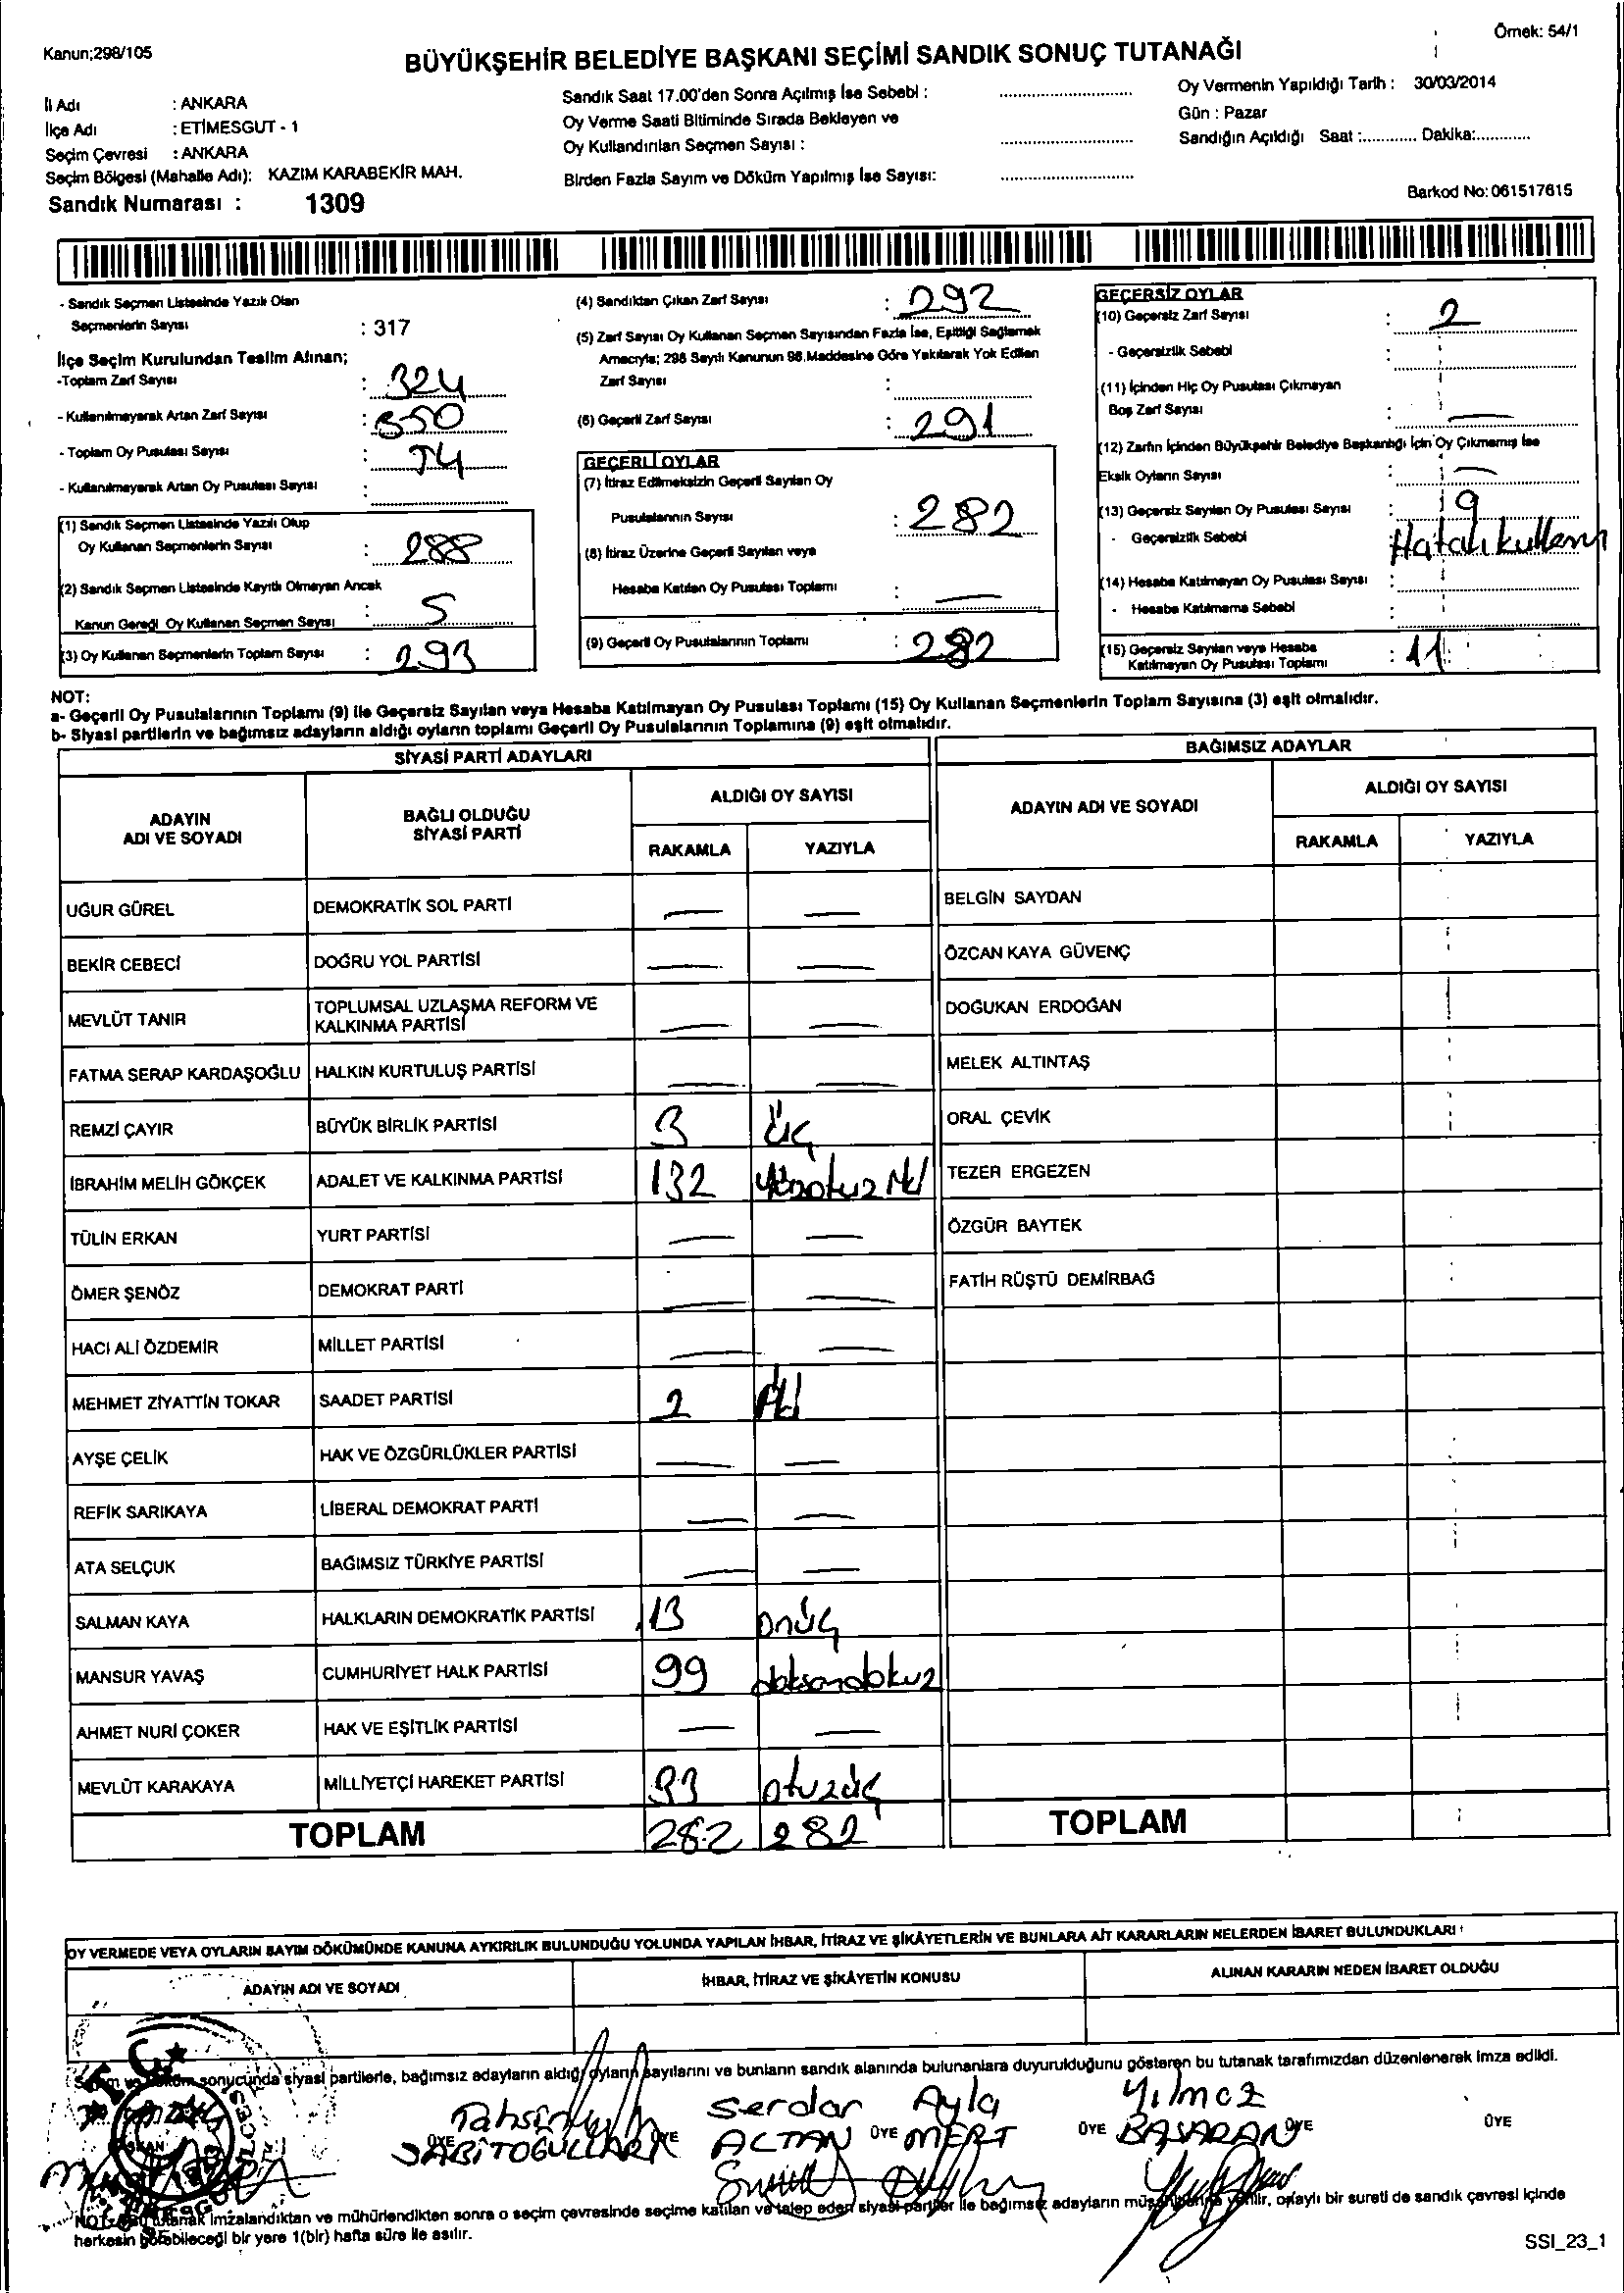 Kanun;298/105
Örnek: 54/1
BÜYÜKŞEHİR BELEDİYE BAŞKANI SEÇİMİ SANDIK SONUÇ TUTANAĞI
İl Adı : ANKARA
İlçe Adı : ETİMESGUT - 1
Seçim Çevresi : ANKARA
Seçim Bölgesi (Mahalle Adı): KAZIM KARABEKİR MAH.
Sandık Numarası : 1309
Sandık Saat 17.00'den Sonra Açılmış İse Sebebi : ........................
Oy Verme Saati Bitiminde Sırada Bekleyen ve
Oy Kullandırılan Seçmen Sayısı : ........................
Birden Fazla Sayım ve Döküm Yapılmış İse Sayısı: ........................
Oy Vermenin Yapıldığı Tarih : 30/03/2014
Gün : Pazar
Sandığın Açıldığı Saat :............ Dakika:............
Barkod No: 061517615
- Sandık Seçmen Listesinde Yazılı Olan
Seçmenlerin Sayısı : 317
İlçe Seçim Kurulundan Teslim Alınan;
-Toplam Zarf Sayısı : 324
- Kullanılmayarak Artan Zarf Sayısı : 350
- Toplam Oy Pusulası Sayısı :
- Kullanılmayarak Artan Oy Pusulası Sayısı :
(1) Sandık Seçmen Listesinde Yazılı Olup
Oy Kullanan Seçmenlerin Sayısı : 288
(2) Sandık Seçmen Listesinde Kayıtlı Olmayan Ancak
Kanun Gereği Oy Kullanan Seçmen Sayısı : 5
(3) Oy Kullanan Seçmenlerin Toplam Sayısı : 293
(4) Sandıktan Çıkan Zarf Sayısı : 292
(5) Zarf Sayısı Oy Kullanan Seçmen Sayısından Fazla İse, Eşitliği Sağlamak
Amacıyla; 298 Sayılı Kanunun 98.Maddesine Göre Yakılarak Yok Edilen
Zarf Sayısı :
(6) Geçerli Zarf Sayısı : 291
GEÇERLİ OYLAR
(7) İtiraz Edilmeksizin Geçerli Sayılan Oy
Pusulalarının Sayısı : 282
(8) İtiraz Üzerine Geçerli Sayılan veya
Hesaba Katılan Oy Pusulası Toplamı : —
(9) Geçerli Oy Pusulalarının Toplamı : 282
GEÇERSİZ OYLAR
(10) Geçersiz Zarf Sayısı : 2
- Geçersizlik Sebebi :
(11) İçinden Hiç Oy Pusulası Çıkmayan
Boş Zarf Sayısı : —
(12) Zarfın İçinden Büyükşehir Belediye Başkanlığı İçin Oy Çıkmamış İse
Eksik Oyların Sayısı : —
(13) Geçersiz Sayılan Oy Pusulası Sayısı : 9
- Geçersizlik Sebebi : Hatalı kullanım
(14) Hesaba Katılmayan Oy Pusulası Sayısı :
- Hesaba Katılmama Sebebi :
(15) Geçersiz Sayılan veya Hesaba
Katılmayan Oy Pusulası Toplamı : 11
NOT:
a- Geçerli Oy Pusulalarının Toplamı (9) ile Geçersiz Sayılan veya Hesaba Katılmayan Oy Pusulası Toplamı (15) Oy Kullanan Seçmenlerin Toplam Sayısına (3) eşit olmalıdır.
b- Siyasi partilerin ve bağımsız adayların aldığı oyların toplamı Geçerli Oy Pusulalarının Toplamına (9) eşit olmalıdır.
SİYASİ PARTİ ADAYLARI
ADAYIN
ADI VE SOYADI
BAĞLI OLDUĞU
SİYASİ PARTİ
ALDIĞI OY SAYISI
RAKAMLA YAZIYLA
UĞUR GÜREL DEMOKRATİK SOL PARTİ — —
BEKİR CEBECİ DOĞRU YOL PARTİSİ — —
MEVLÜT TANIR TOPLUMSAL UZLAŞMA REFORM VE
KALKINMA PARTİSİ — —
FATMA SERAP KARDAŞOĞLU HALKIN KURTULUŞ PARTİSİ — —
REMZİ ÇAYIR BÜYÜK BİRLİK PARTİSİ 3 üç
İBRAHİM MELİH GÖKÇEK ADALET VE KALKINMA PARTİSİ 132 yüzotuz iki
TÜLİN ERKAN YURT PARTİSİ — —
ÖMER ŞENÖZ DEMOKRAT PARTİ — —
HACI ALİ ÖZDEMİR MİLLET PARTİSİ — —
MEHMET ZİYATTİN TOKAR SAADET PARTİSİ 2 iki
AYŞE ÇELİK HAK VE ÖZGÜRLÜKLER PARTİSİ — —
REFİK SARIKAYA LİBERAL DEMOKRAT PARTİ — —
ATA SELÇUK BAĞIMSIZ TÜRKİYE PARTİSİ — —
SALMAN KAYA HALKLARIN DEMOKRATİK PARTİSİ 13 onüç
MANSUR YAVAŞ CUMHURİYET HALK PARTİSİ 99 doksandokuz
AHMET NURİ ÇOKER HAK VE EŞİTLİK PARTİSİ — —
MEVLÜT KARAKAYA MİLLİYETÇİ HAREKET PARTİSİ 33 otuzüç
TOPLAM 282 282
BAĞIMSIZ ADAYLAR
ADAYIN ADI VE SOYADI
ALDIĞI OY SAYISI
RAKAMLA YAZIYLA
BELGİN SAYDAN
ÖZCAN KAYA GÜVENÇ
DOĞUKAN ERDOĞAN
MELEK ALTINTAŞ
ORAL ÇEVİK
TEZER ERGEZEN
ÖZGÜR BAYTEK
FATİH RÜŞTÜ DEMİRBAĞ
TOPLAM
OY VERMEDE VEYA OYLARIN SAYIM DÖKÜMÜNDE KANUNA AYKIRILIK BULUNDUĞU YOLUNDA YAPILAN İHBAR, İTİRAZ VE ŞİKÂYETLERİN VE BUNLARA AİT KARARLARIN NELERDEN İBARET BULUNDUKLARI
ADAYIN ADI VE SOYADI
İHBAR, İTİRAZ VE ŞİKÂYETİN KONUSU
ALINAN KARARIN NEDEN İBARET OLDUĞU
sonucunda siyasi partilerle, bağımsız adayların aldığı oyların sayılarını ve bunların sandık alanında bulunanlara duyurulduğunu gösteren bu tutanak tarafımızdan düzenlenerek imza edildi.
T.C.
BAŞKAN
Tahsin Serdar Ayla Yılmaz
ÜYE SABİTOĞULLARI ÜYE ALTAN ÜYE MERT ÜYE BAŞARAN ÜYE ÜYE
NOT: tutanak imzalandıktan ve mühürlendikten sonra o seçim çevresinde seçime katılan ve talep eden siyasi partiler ile bağımsız adayların müşahitlerine verilir, onaylı bir sureti de sandık çevresi içinde
herkesin görebileceği bir yere 1(bir) hafta süre ile asılır.
SSI_23_1